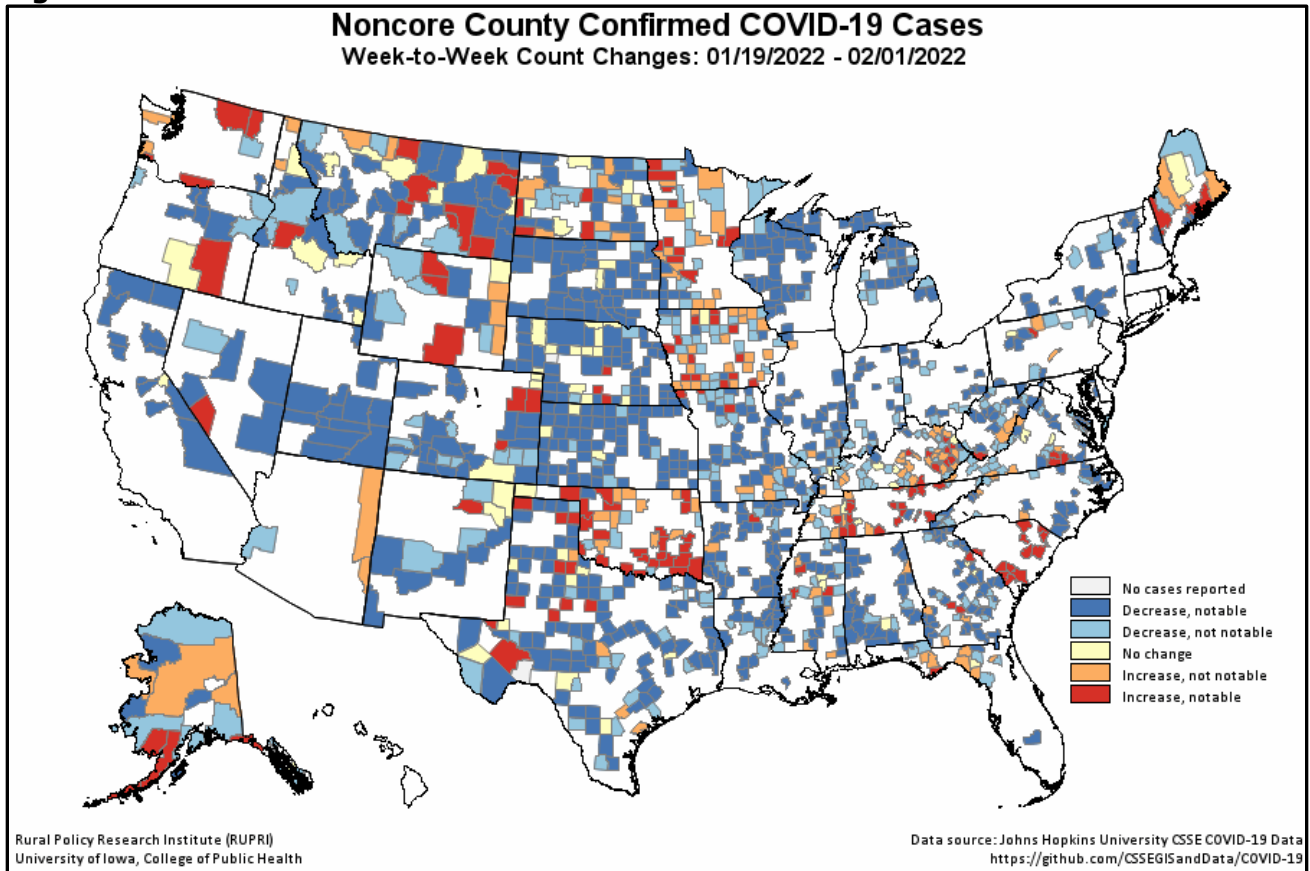 Noncore County Confirmed COVID-19 Cases
Week-to-Week Count Changes: 01/19/2022 - 02/01/2022
No cases reported
Decrease, notable
Decrease, not notable
No change
Increase, not notable
Increase, notable
Rural Policy Research Institute (RUPRI)
University of Iowa, College of Public Health
Data source: Johns Hopkins University CSSE COVID-19 Data
https://github.com/CSSEGISandData/COVID-19